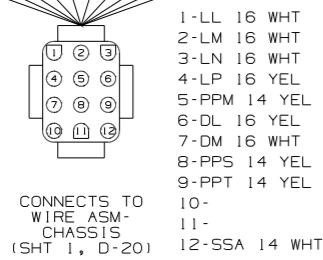 1 2 3
4 5 6
7 8 9
10 11 12
CONNECTS TO
WIRE ASM-
CHASSIS
(SHT 1, D-20)
1-LL 16 WHT
2-LM 16 WHT
3-LN 16 WHT
4-LP 16 YEL
5-PPM 14 YEL
6-DL 16 YEL
7-DM 16 WHT
8-PPS 14 YEL
9-PPT 14 YEL
10-
11-
12-SSA 14 WHT